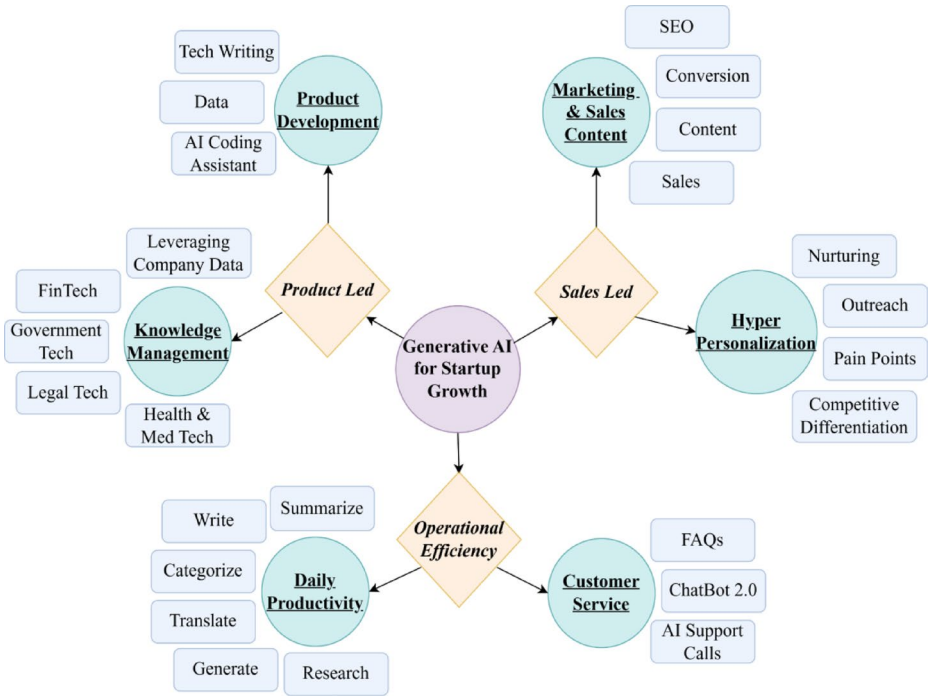 Tech Writing
Data
AI Coding
Assistant
Product
Development
SEO
Conversion
Content
Sales
Marketing
& Sales
Content
Product Led
Sales Led
Leveraging
Company Data
FinTech
Government
Tech
Legal Tech
Health &
Med Tech
Knowledge
Management
Generative AI
for Startup
Growth
Nurturing
Outreach
Pain Points
Competitive
Differentiation
Hyper
Personalization
Operational
Efficiency
Summarize
Write
Categorize
Translate
Generate
Research
Daily
Productivity
Customer
Service
FAQs
ChatBot 2.0
AI Support
Calls